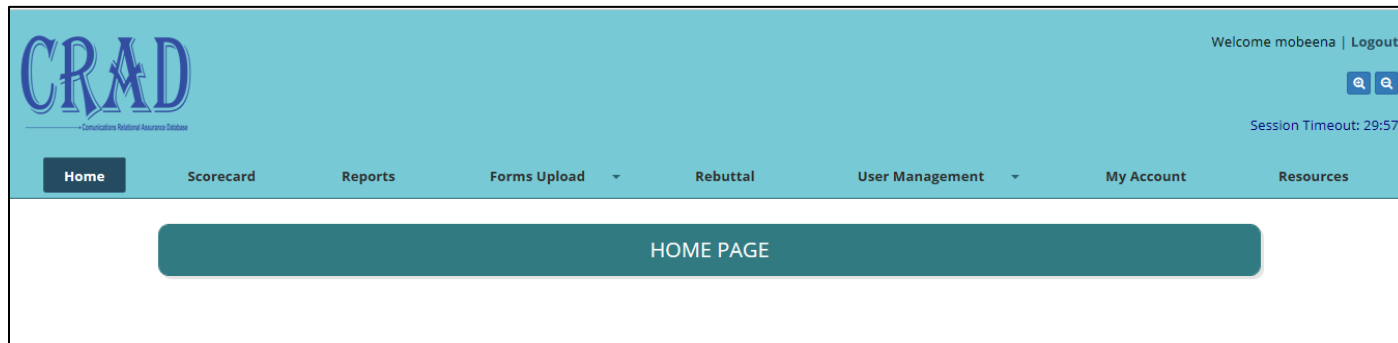 CRAD
Comunications Relational Assurance Database
Welcome mobeena | Logout
Session Timeout: 29:57
Home Scorecard Reports Forms Upload Rebuttal User Management My Account Resources
HOME PAGE